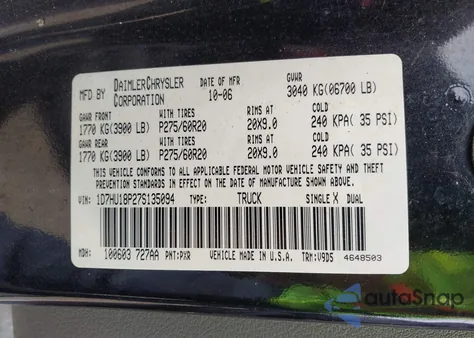 DAIMLERCHRYSLER CORPORATION DATE OF MFR 10-06 GVWR 3040 KG(06700 LB)
GAWR FRONT WITH TIRES RIMS AT COLD
1770 KG(3900 LB) P275/60R20 20X9.0 240 KPA( 35 PSI)
GAWR REAR WITH TIRES RIMS AT COLD
1770 KG(3900 LB) P275/60R20 20X9.0 240 KPA( 35 PSI)
THIS VEHICLE CONFORMS TO ALL APPLICABLE FEDERAL MOTOR VEHICLE SAFETY AND THEFT
PREVENTION STANDARDS IN EFFECT ON THE DATE OF MANUFACTURE SHOWN ABOVE.
VIN: 1D7HU18P27S135094 TYPE: TRUCK SINGLE X DUAL
MDH: 100603 727AA PNT:PXR VEHICLE MADE IN U.S.A. TRM:V9D5 4648503
autoSnap